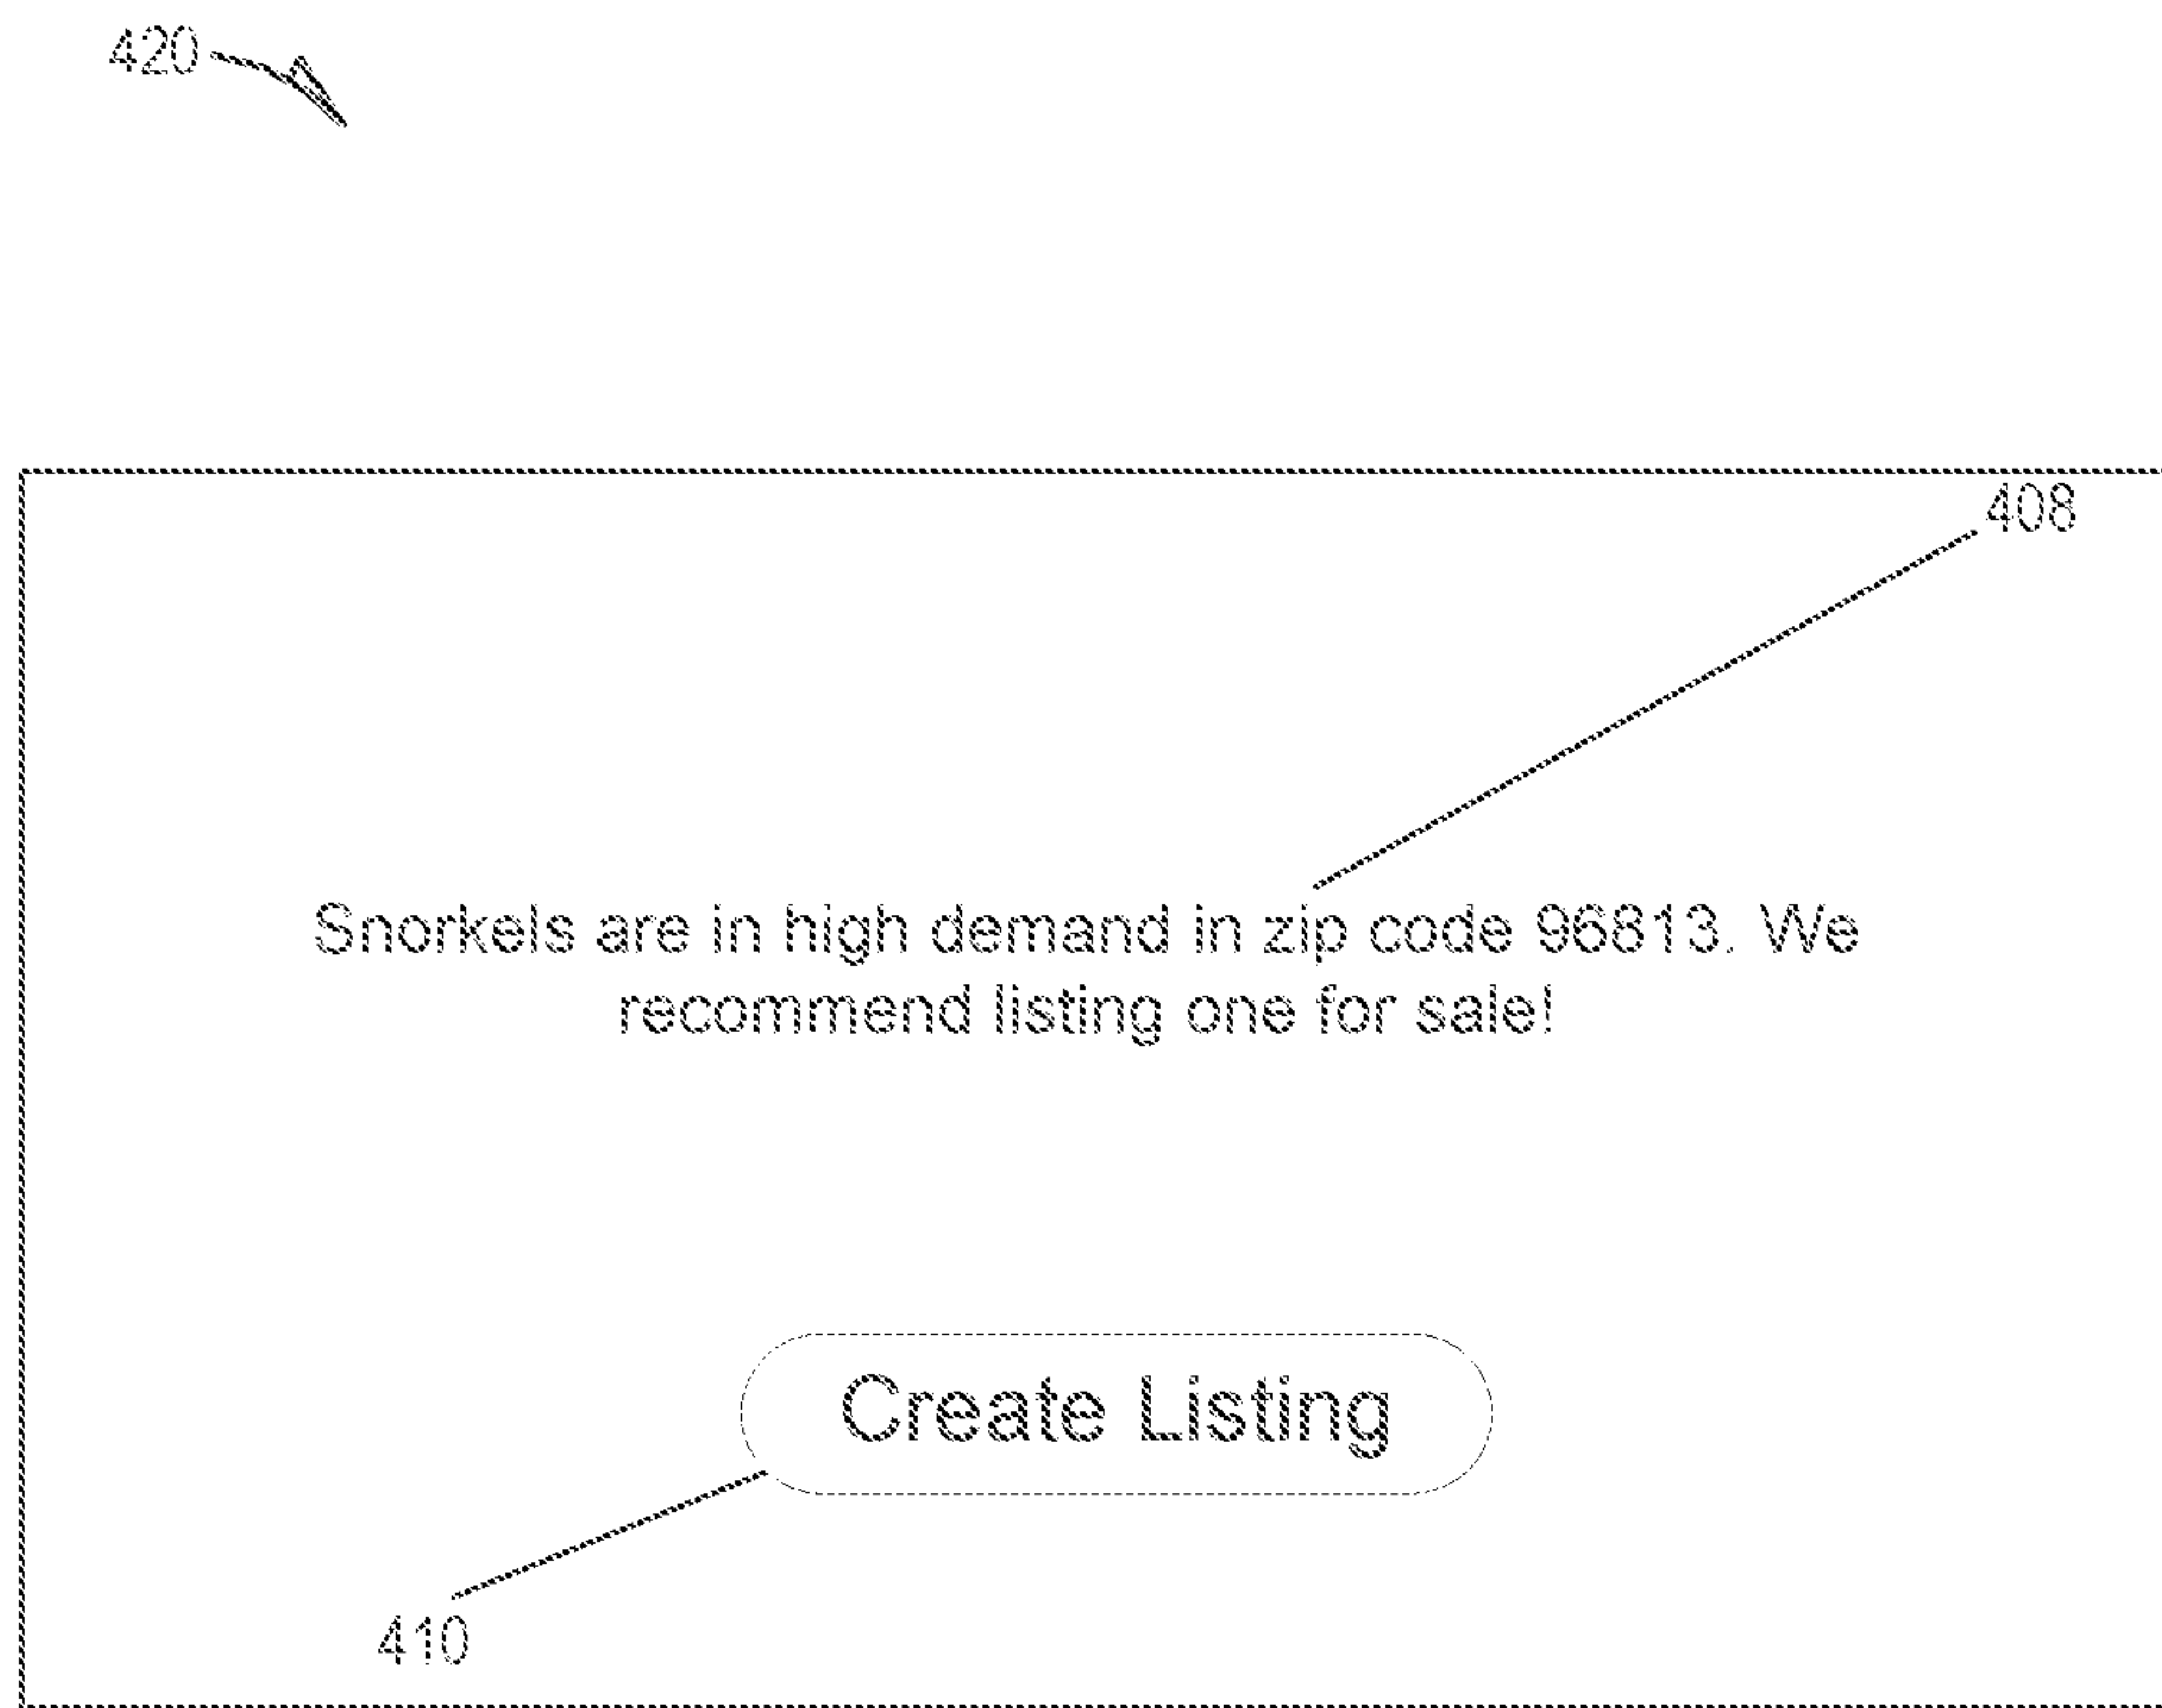 420
408
Snorkels are in high demand in zip code 96813. We
recommend listing one for sale!
Create Listing
410